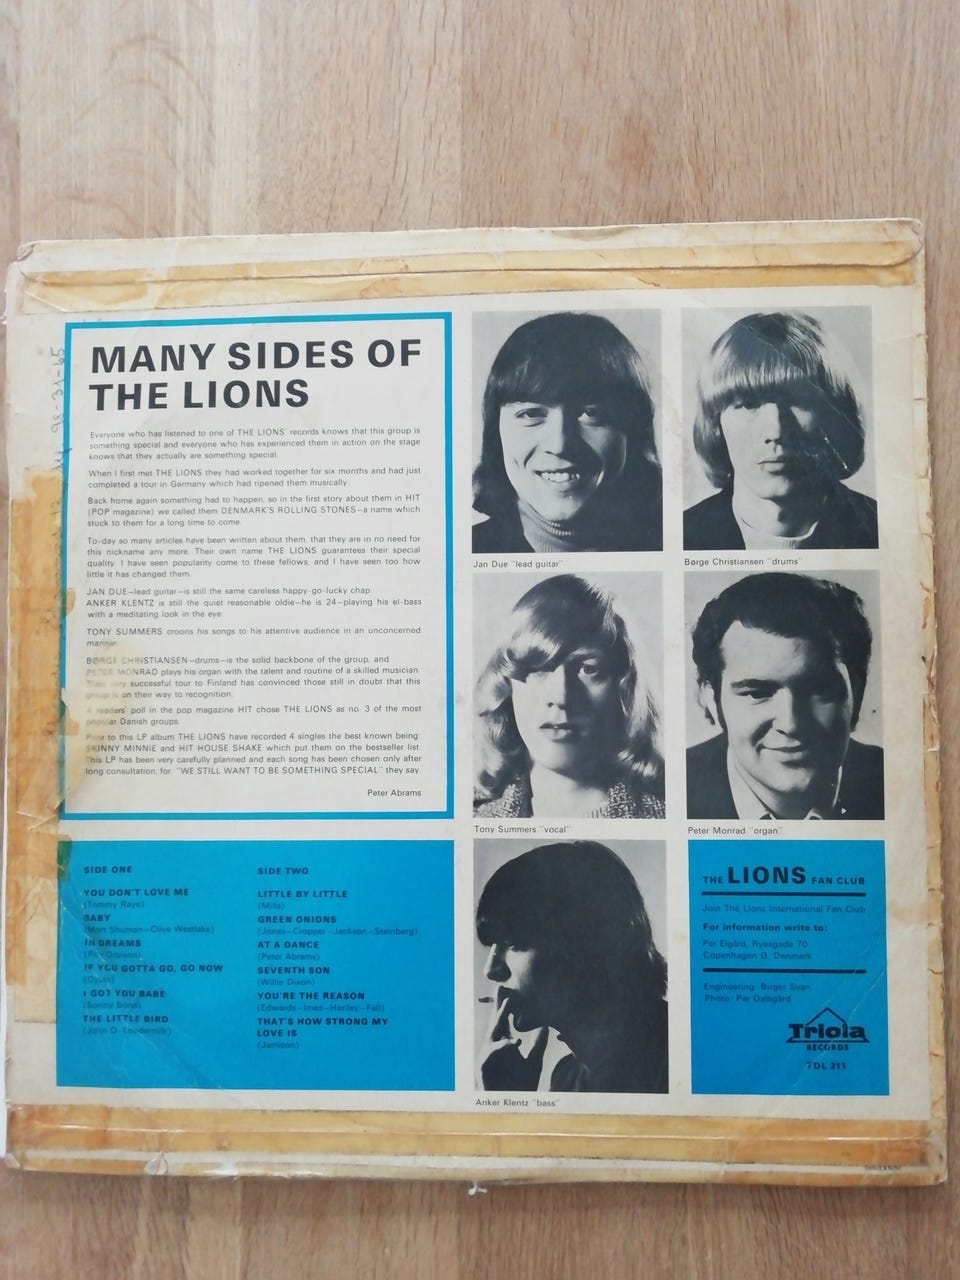 MANY SIDES OF
THE LIONS
Everyone who has listened to one of THE LIONS' records knows that this group is
something special and everyone who has experienced them in action on the stage
knows that they actually are something special.
When I first met THE LIONS they had worked together for six months and had just
completed a tour in Germany which had ripened them musically.
Back home again something had to happen, so in the first story about them in HIT
(POP magazine) we called them DENMARK'S ROLLING STONES—a name which
stuck to them for a long time to come.
To-day so many articles have been written about them, that they are in no need for
this nickname any more. Their own name THE LIONS guarantees their special
quality. I have seen popularity come to these fellows, and I have seen too how
little it has changed them.
JAN DUE—lead guitar—is still the same careless happy-go-lucky chap.
ANKER KLENTZ is still the quiet reasonable oldie—he is 24—playing his el-bass
with a meditating look in the eye.
TONY SUMMERS croons his songs to his attentive audience in an unconcerned
manner.
BØRGE CHRISTIANSEN—drums—is the solid backbone of the group, and
PETER MONRAD plays his organ with the talent and routine of a skilled musician.
Their very successful tour to Finland has convinced those still in doubt that this
group is on their way to recognition.
A readers' poll in the pop magazine HIT chose THE LIONS as no. 3 of the most
popular Danish groups.
Prior to this LP album THE LIONS have recorded 4 singles the best known being:
SKINNY MINNIE and HIT HOUSE SHAKE which put them on the bestseller list.
This LP has been very carefully planned and each song has been chosen only after
long consultation, for: "WE STILL WANT TO BE SOMETHING SPECIAL" they say.
Peter Abrams
Jan Due "lead guitar"
Børge Christiansen "drums"
Tony Summers "vocal"
Peter Monrad "organ"
Anker Klentz "bass"
SIDE ONE
YOU DON'T LOVE ME
(Tommy Raye)
BABY
(Mort Shuman—Clive Westlake)
IN DREAMS
(Roy Orbison)
IF YOU GOTTA GO, GO NOW
(Dylan)
I GOT YOU BABE
(Sonny Bono)
THE LITTLE BIRD
(John D. Loudermilk)
SIDE TWO
LITTLE BY LITTLE
(Mills)
GREEN ONIONS
(Jones—Cropper—Jackson—Steinberg)
AT A DANCE
(Peter Abrams)
SEVENTH SON
(Willie Dixon)
YOU'RE THE REASON
(Edwards—Imes—Henley—Fell)
THAT'S HOW STRONG MY
LOVE IS
(Jamison)
THE LIONS FAN CLUB
Join The Lions International Fan Club
For information write to:
Per Elgård, Ryesgade 70
Copenhagen Ø. Denmark
Engineering: Birger Svan
Photo: Per Dalsgård
Triola
RECORDS
TDL 211